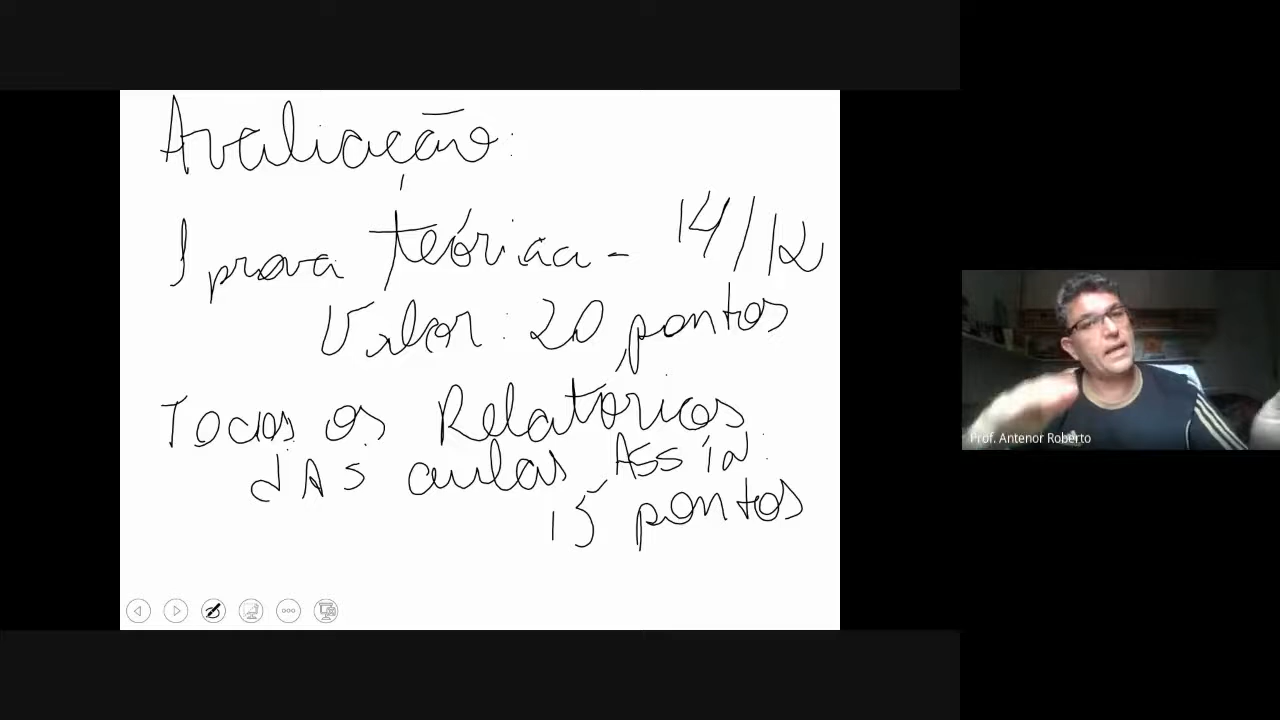 Avaliação:
1 prova teórica - 14/12
Valor: 20 pontos
Todos os Relatórios
dAS aulas Assín:
15 pontos
Prof. Antenor Roberto